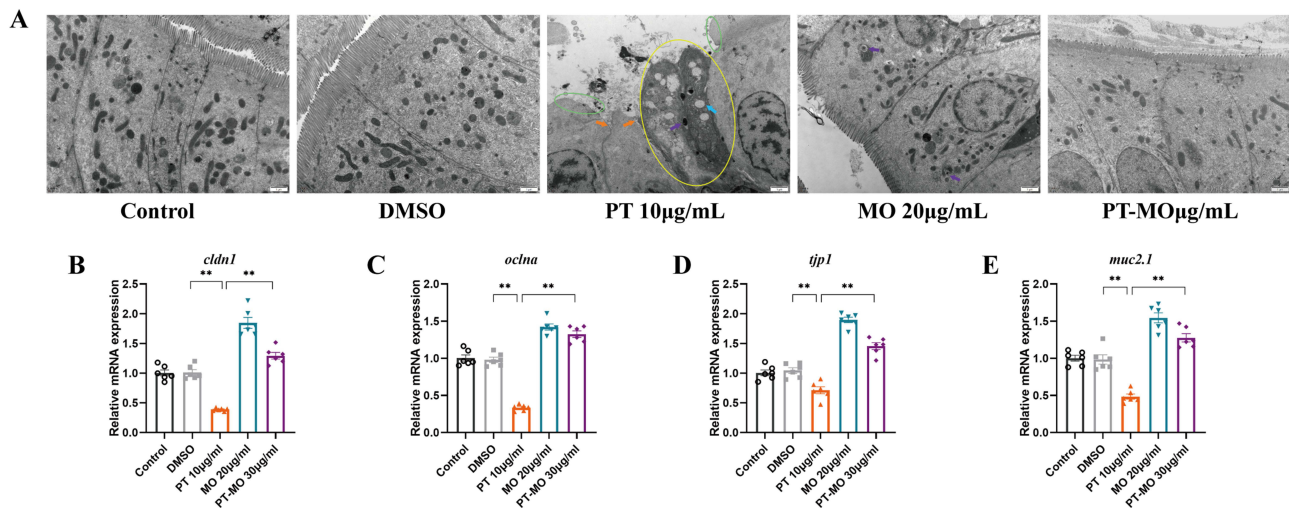 A
Control
DMSO
PT 10μg/mL
MO 20μg/mL
PT-MOμg/mL
B
cldn1
Relative mRNA expression
2.5
2.0
1.5
1.0
0.5
0.0
**
**
Control
DMSO
PT 10μg/ml
MO 20μg/ml
PT-MO 30μg/ml
C
oclna
Relative mRNA expression
2.0
1.5
1.0
0.5
0.0
**
**
Control
DMSO
PT 10μg/ml
MO 20μg/ml
PT-MO 30μg/ml
D
tjp1
Relative mRNA expression
2.5
2.0
1.5
1.0
0.5
0.0
**
**
Control
DMSO
PT 10μg/ml
MO 20μg/ml
PT-MO 30μg/ml
E
muc2.1
Relative mRNA expression
2.0
1.5
1.0
0.5
0.0
**
**
Control
DMSO
PT 10μg/ml
MO 20μg/ml
PT-MO 30μg/ml